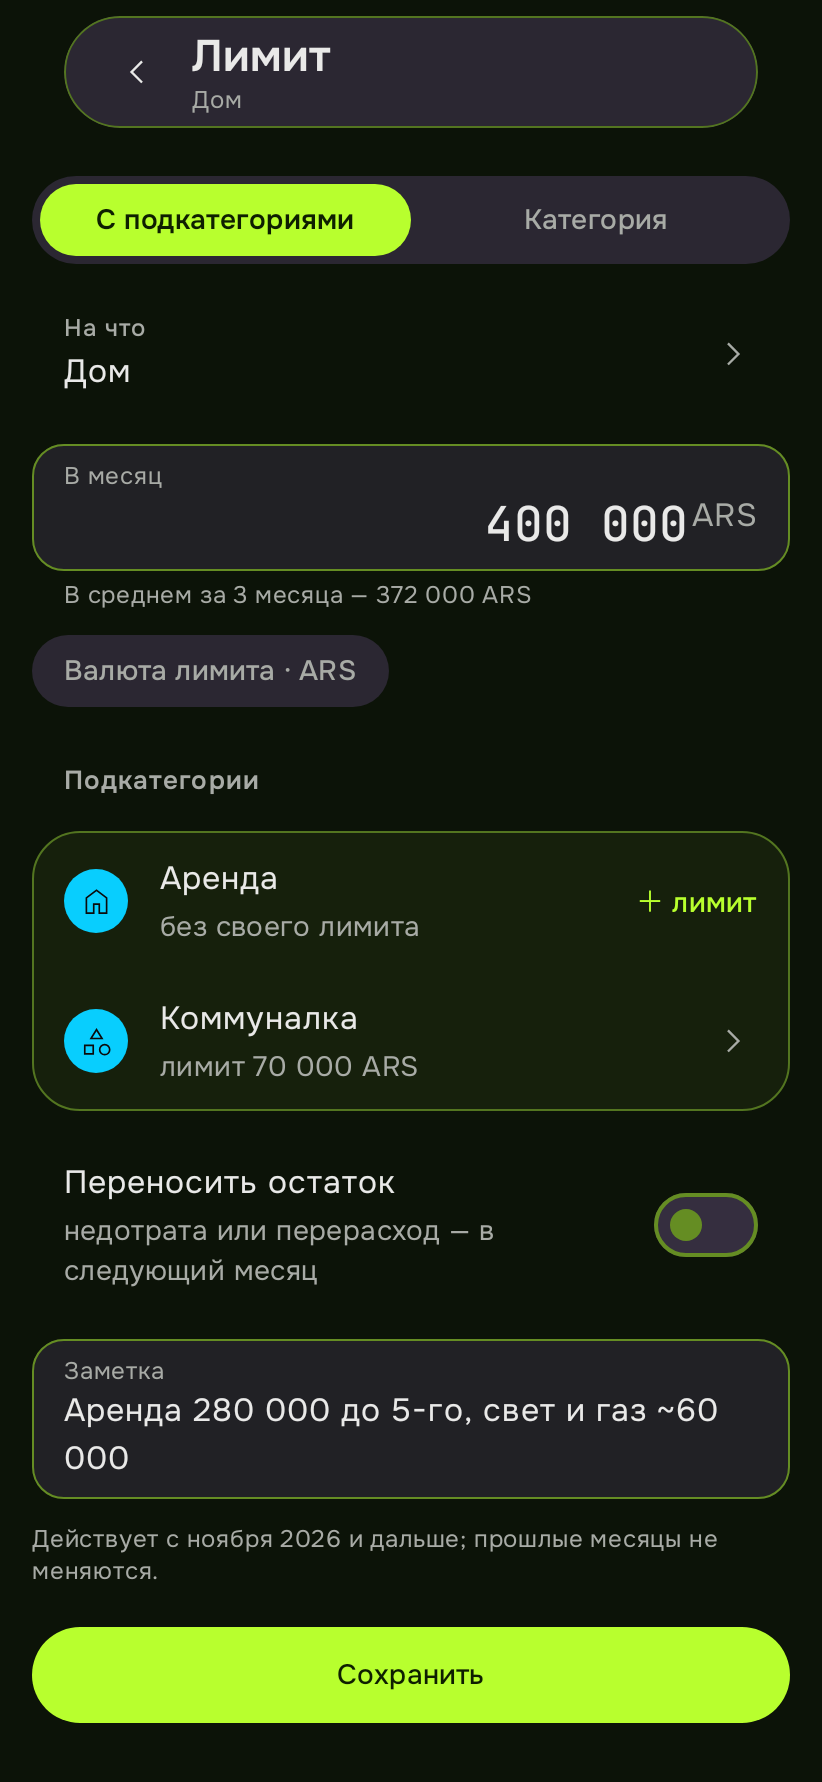 Лимит
Дом
С подкатегориями
Категория
На что
Дом
В месяц
400 000 ARS
В среднем за 3 месяца — 372 000 ARS
Валюта лимита · ARS
Подкатегории
Аренда
без своего лимита
+ лимит
Коммуналка
лимит 70 000 ARS
Переносить остаток
недотрата или перерасход — в
следующий месяц
Заметка
Аренда 280 000 до 5-го, свет и газ ~60
000
Действует с ноября 2026 и дальше; прошлые месяцы не
меняются.
Сохранить